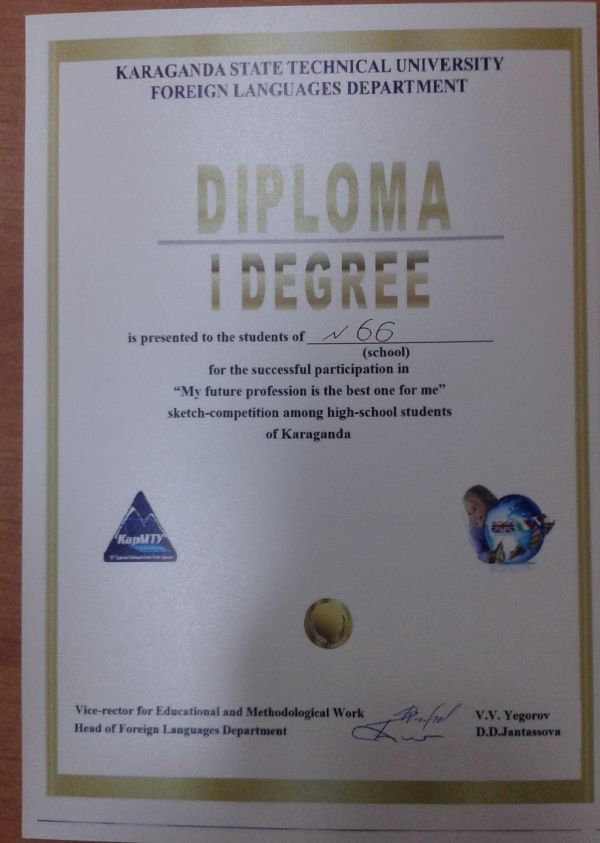 KARAGANDA STATE TECHNICAL UNIVERSITY
FOREIGN LANGUAGES DEPARTMENT
DIPLOMA
I DEGREE
is presented to the students of N 66
(school)
for the successful participation in
“My future profession is the best one for me”
sketch-competition among high-school students
of Karaganda
КарМТУ
Vice-rector for Educational and Methodological Work
V.V. Yegorov
Head of Foreign Languages Department
D.D.Jantassova